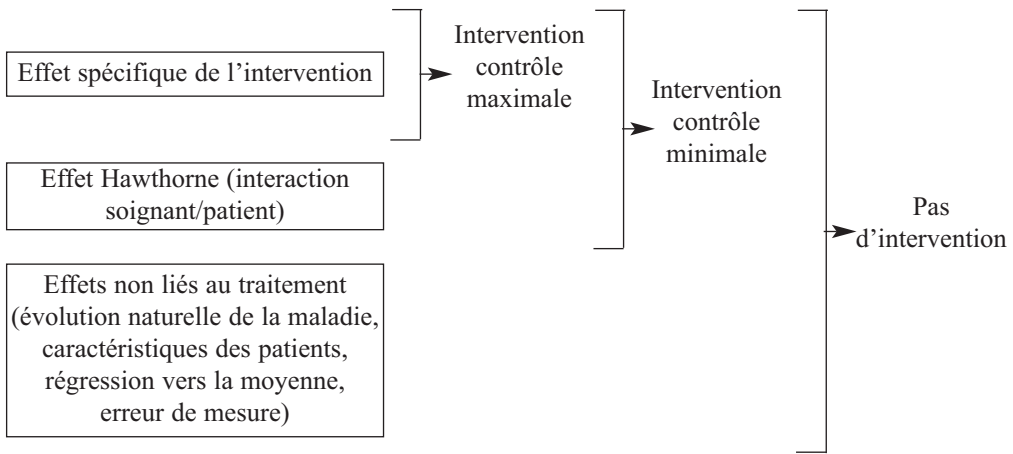 Effet spécifique de l’intervention
Effet Hawthorne (interaction
soignant/patient)
Effets non liés au traitement
(évolution naturelle de la maladie,
caractéristiques des patients,
régression vers la moyenne,
erreur de mesure)
Intervention
contrôle
maximale
Intervention
contrôle
minimale
Pas
d’intervention